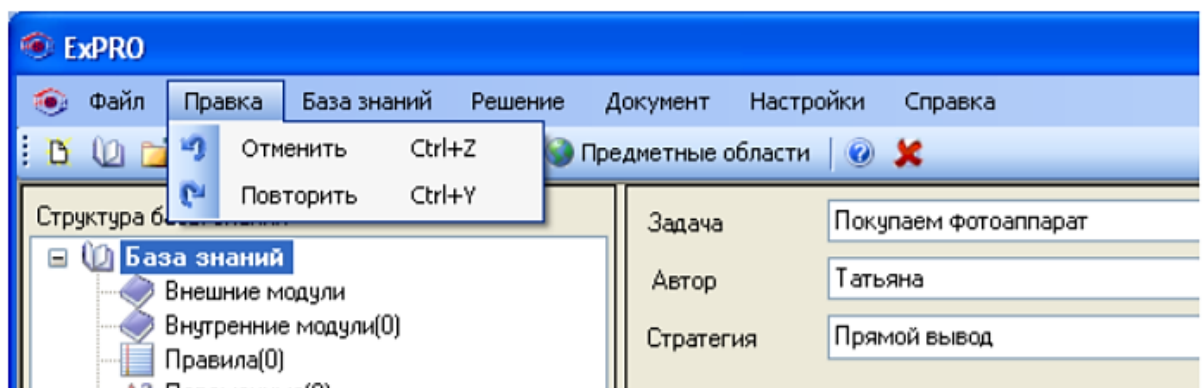 ExPRO
Файл Правка База знаний Решение Документ Настройки Справка
Отменить Ctrl+Z
Повторить Ctrl+Y
Предметные области
Структура
База знаний
Внешние модули
Внутренние модули(0)
Правила(0)
Задача Покупаем фотоаппарат
Автор Татьяна
Стратегия Прямой вывод